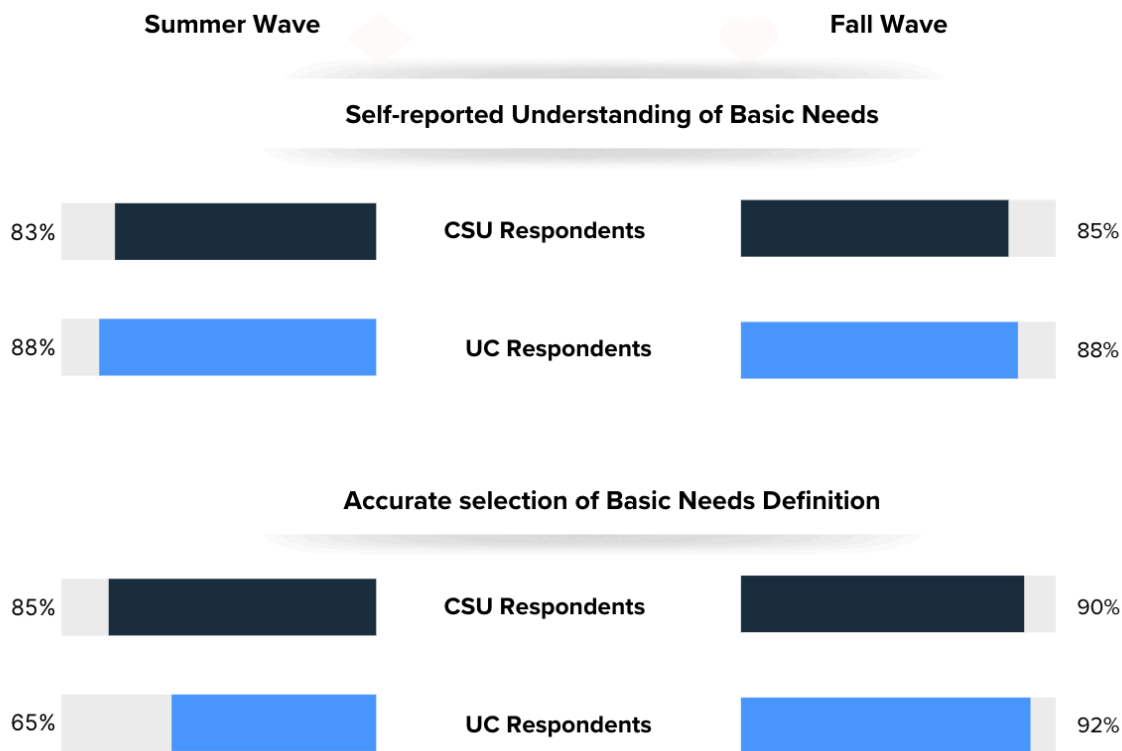 Summer Wave
Fall Wave
Self-reported Understanding of Basic Needs
83%
CSU Respondents
85%
88%
UC Respondents
88%
Accurate selection of Basic Needs Definition
85%
CSU Respondents
90%
65%
UC Respondents
92%